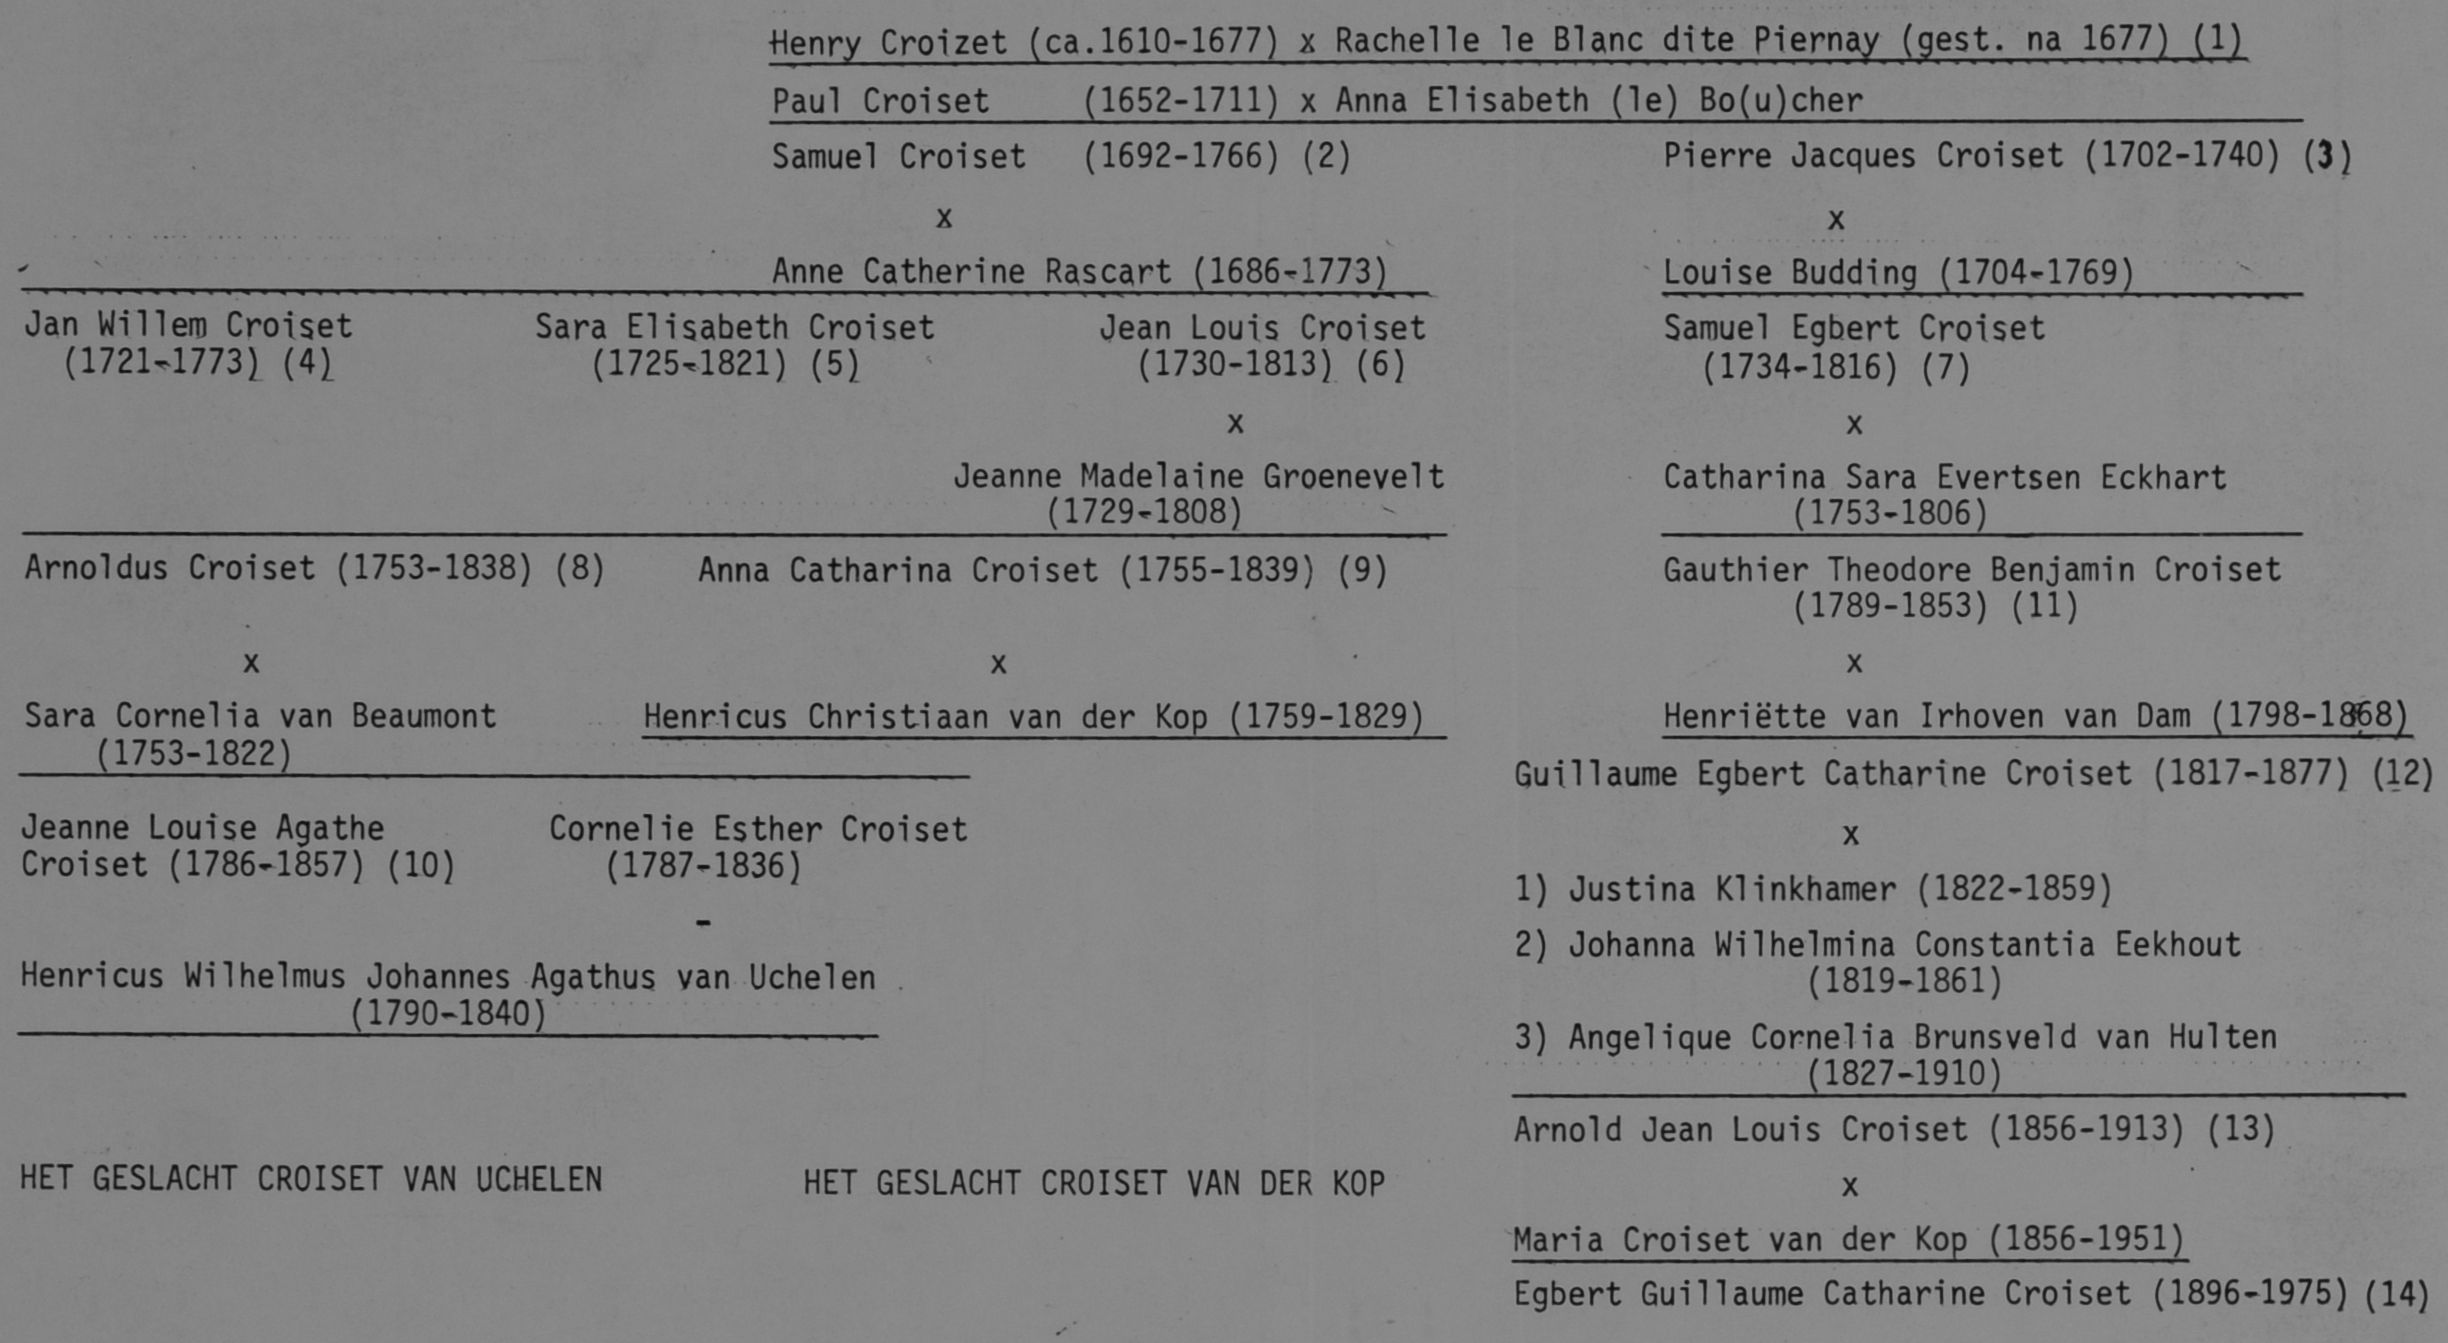 Henry Croizet (ca.1610-1677) x Rachelle le Blanc dite Piernay (gest. na 1677) (1)
Paul Croiset (1652-1711) x Anna Elisabeth (le) Bo(u)cher
Samuel Croiset (1692-1766) (2) Pierre Jacques Croiset (1702-1740) (3)
x x
Anne Catherine Rascart (1686-1773) Louise Budding (1704-1769)
Jan Willem Croiset Sara Elisabeth Croiset Jean Louis Croiset Samuel Egbert Croiset
(1721-1773) (4) (1725-1821) (5) (1730-1813) (6) (1734-1816) (7)
x x
Jeanne Madelaine Groenevelt Catharina Sara Evertsen Eckhart
(1729-1808) (1753-1806)
Arnoldus Croiset (1753-1838) (8) Anna Catharina Croiset (1755-1839) (9) Gauthier Theodore Benjamin Croiset
(1789-1853) (11)
x x x
Sara Cornelia van Beaumont Henricus Christiaan van der Kop (1759-1829) Henriëtte van Irhoven van Dam (1798-1868)
(1753-1822)
Guillaume Egbert Catharine Croiset (1817-1877) (12)
Jeanne Louise Agathe Cornelie Esther Croiset x
Croiset (1786-1857) (10) (1787-1836) 1) Justina Klinkhamer (1822-1859)
-
2) Johanna Wilhelmina Constantia Eekhout
Henricus Wilhelmus Johannes Agathus van Uchelen (1819-1861)
(1790-1840)
3) Angelique Cornelia Brunsveld van Hulten
(1827-1910)
Arnold Jean Louis Croiset (1856-1913) (13)
HET GESLACHT CROISET VAN UCHELEN HET GESLACHT CROISET VAN DER KOP x
Maria Croiset van der Kop (1856-1951)
Egbert Guillaume Catharine Croiset (1896-1975) (14)